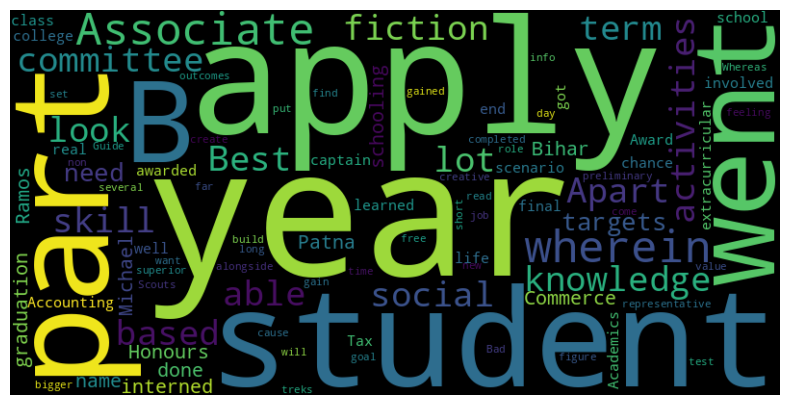 class
college
Associate
fiction
term
school
committee
outcomes
info
gained
Whereas
apply
went
activities
involved
set
put
find
end
got
day
part
B
schooling
feeling
look
real
Guide
create
Best
captain
lot
Bihar
Award
chance
extracurricular
need
awarded
completed
role
scenario
non
several
far
creative
preliminary
Apart
Ramos
skill
learned
read
final
job
come
targets
year
Michael
well
Patna
build
free
short
life
wherein
value
want
long
gain
time
new
knowledge
graduation
Accounting
superior
alongside
Scouts
able
social
Commerce
representative
based
cause
will
Tax
goal
Bad
figure
Academics
test
Honours
done
name
interned
student
bigger
treks